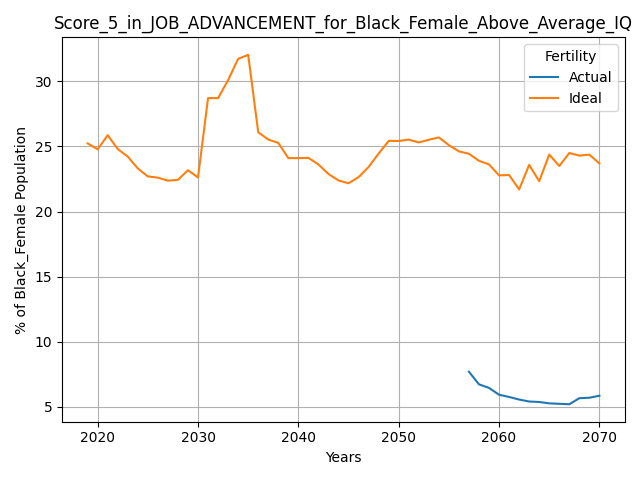 Score_5_in_JOB_ADVANCEMENT_for_Black_Female_Above_Average_IQ
Fertility
Actual
Ideal
% of Black_Female Population
30
25
20
15
10
5
2020 2030 2040 2050 2060 2070
Years